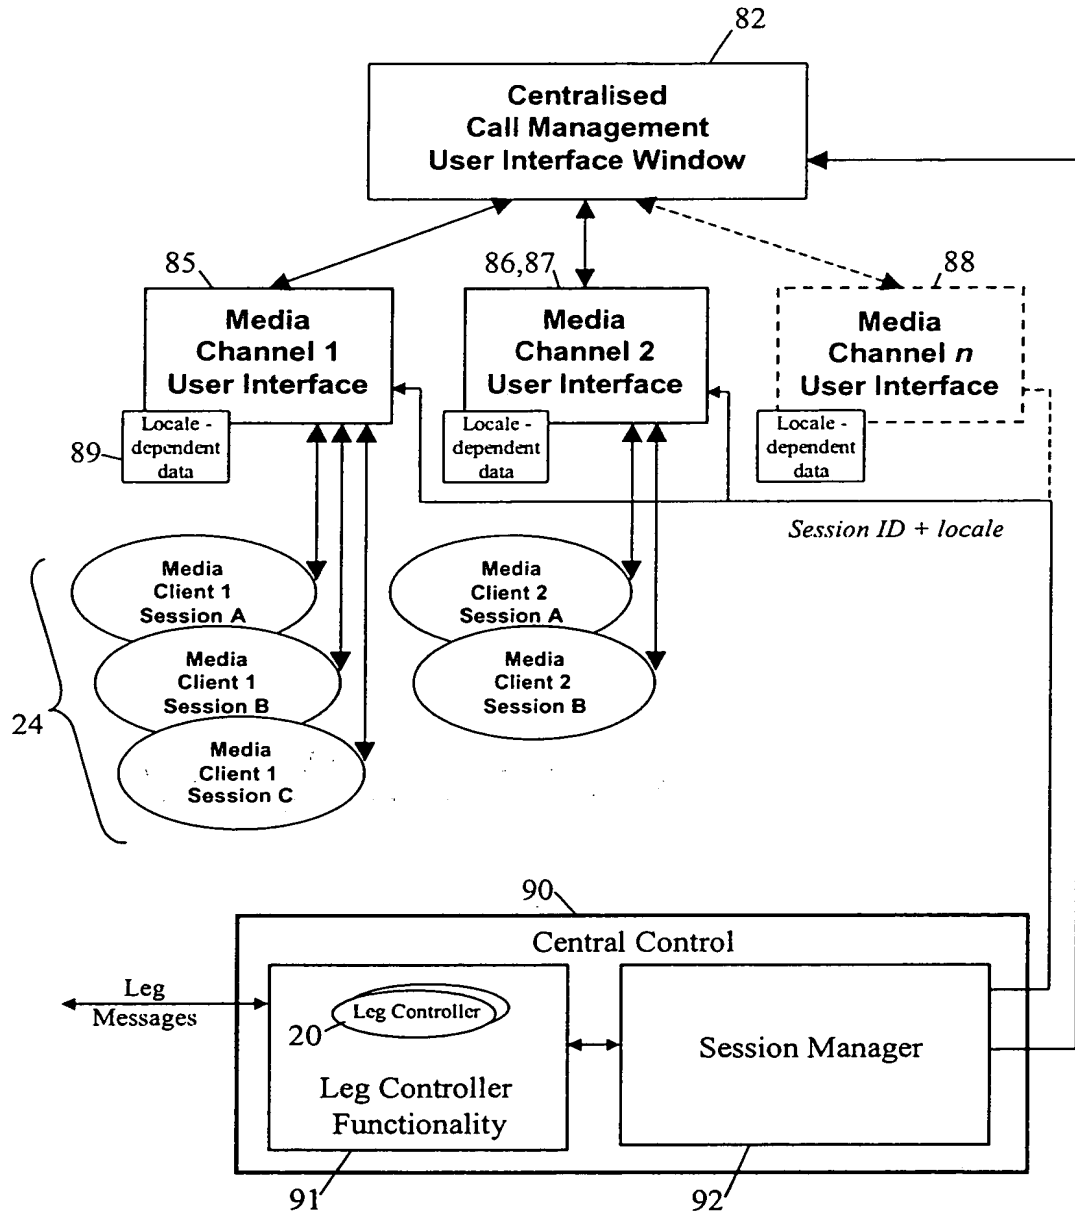 82
Centralised
Call Management
User Interface Window
85
86,87
88
Media
Channel 1
User Interface
Media
Channel 2
User Interface
Media
Channel n
User Interface
89
Locale -
dependent
data
Locale -
dependent
data
Locale -
dependent
data
Session ID + locale
Media
Client 1
Session A
Media
Client 2
Session A
Media
Client 1
Session B
Media
Client 2
Session B
24
Media
Client 1
Session C
90
Central Control
Leg
Messages
Leg Controller
20
Leg Controller
Functionality
Session Manager
91
92